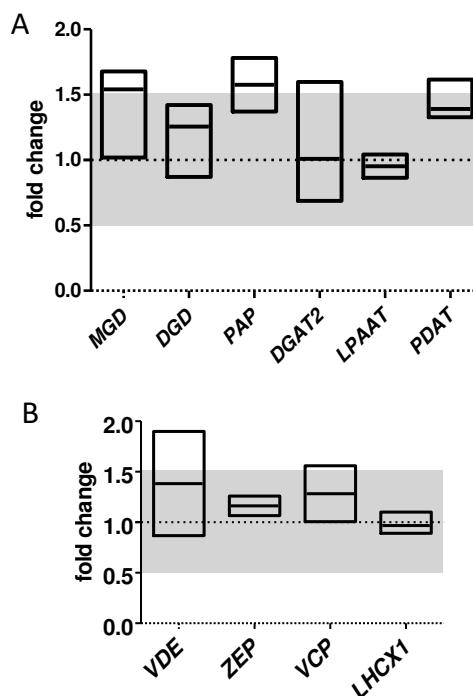 A
fold change
2.0
1.5
1.0
0.5
0.0
MGD
DGD
PAP
DGAT2
LPAAT
PDAT
B
fold change
2.0
1.5
1.0
0.5
0.0
VDE
ZEP
VCP
LHCX1